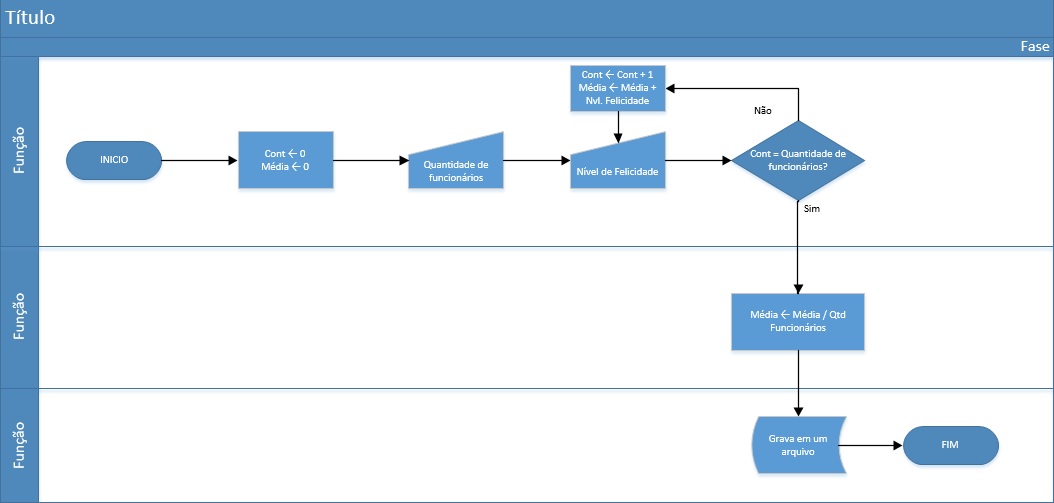 Título
Fase
Função
INICIO
Cont ← 0
Média ← 0
Quantidade de
funcionários
Cont ← Cont + 1
Média ← Média +
Nvl. Felicidade
Nível de Felicidade
Não
Cont = Quantidade de
funcionários?
Sim
Função
Média ← Média / Qtd
Funcionários
Função
Grava em um
arquivo
FIM